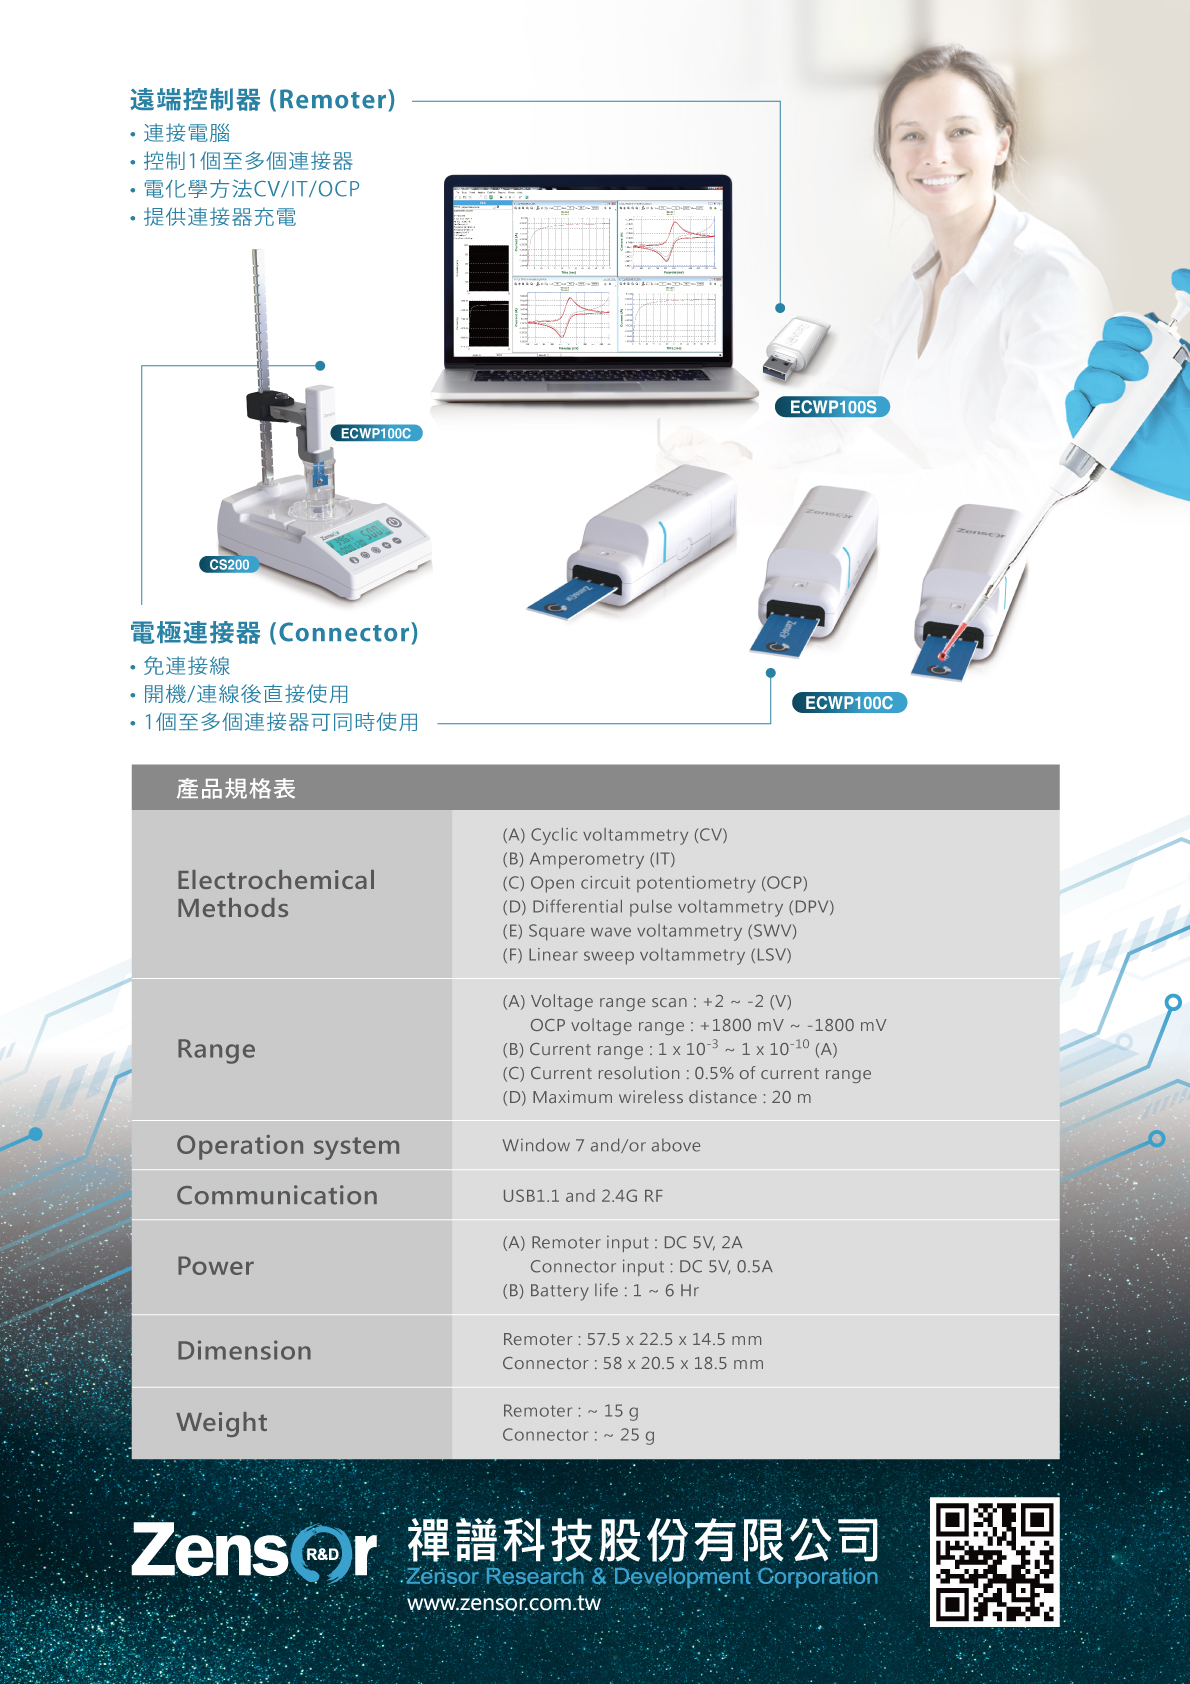 遠端控制器 (Remoter)
• 連接電腦
• 控制1個至多個連接器
• 電化學方法CV/IT/OCP
• 提供連接器充電
ECWP100S
ECWP100C
CS200
Zensor
Zensor
Zensor
電極連接器 (Connector)
• 免連接線
• 開機/連線後直接使用
• 1個至多個連接器可同時使用
ECWP100C
產品規格表
Electrochemical
Methods
(A) Cyclic voltammetry (CV)
(B) Amperometry (IT)
(C) Open circuit potentiometry (OCP)
(D) Differential pulse voltammetry (DPV)
(E) Square wave voltammetry (SWV)
(F) Linear sweep voltammetry (LSV)
Range
(A) Voltage range scan : +2 ~ -2 (V)
OCP voltage range : +1800 mV ~ -1800 mV
(B) Current range : 1 x 10⁻³ ~ 1 x 10⁻¹⁰ (A)
(C) Current resolution : 0.5% of current range
(D) Maximum wireless distance : 20 m
Operation system
Window 7 and/or above
Communication
USB1.1 and 2.4G RF
Power
(A) Remoter input : DC 5V, 2A
Connector input : DC 5V, 0.5A
(B) Battery life : 1 ~ 6 Hr
Dimension
Remoter : 57.5 x 22.5 x 14.5 mm
Connector : 58 x 20.5 x 18.5 mm
Weight
Remoter : ~ 15 g
Connector : ~ 25 g
Zensor R&D
禪譜科技股份有限公司
Zensor Research & Development Corporation
www.zensor.com.tw